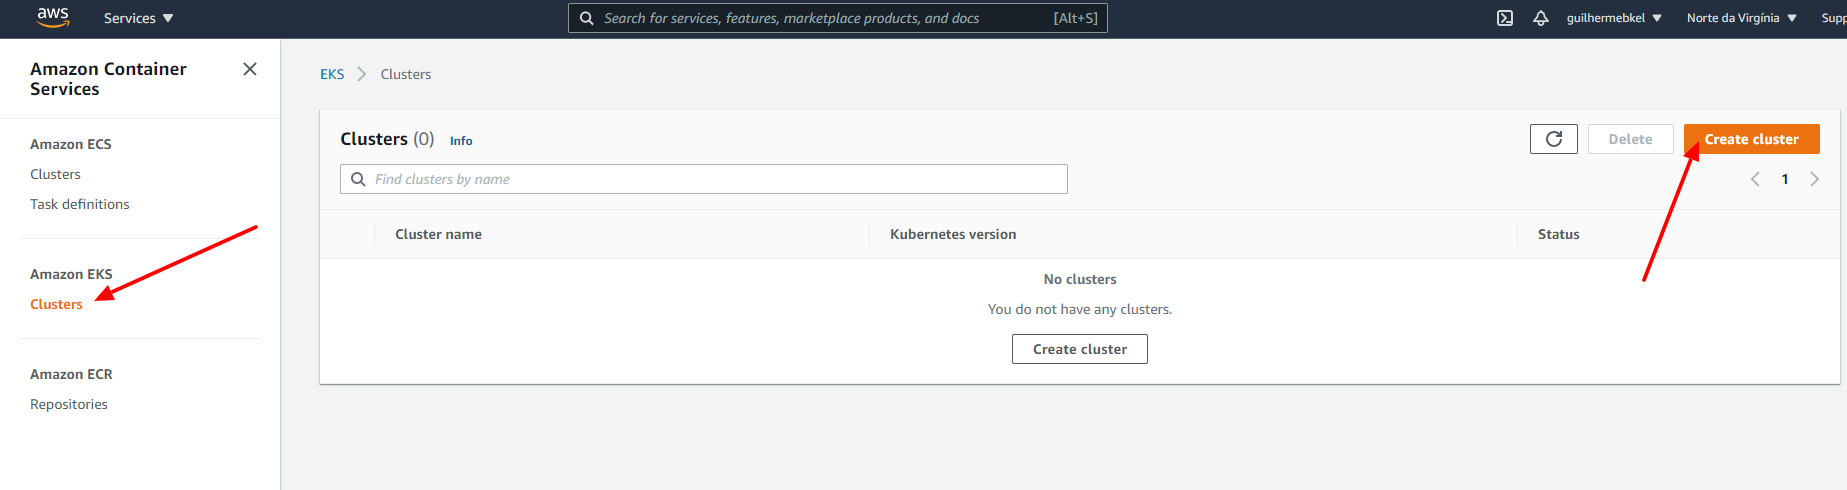 aws Services Search for services, features, marketplace products, and docs [Alt+S] guilhermebkel Norte da Virgínia Supp
Amazon Container
Services
Amazon ECS
Clusters
Task definitions
Amazon EKS
Clusters
Amazon ECR
Repositories
EKS Clusters
Clusters (0) Info Delete Create cluster
Find clusters by name 1
Cluster name Kubernetes version Status
No clusters
You do not have any clusters.
Create cluster